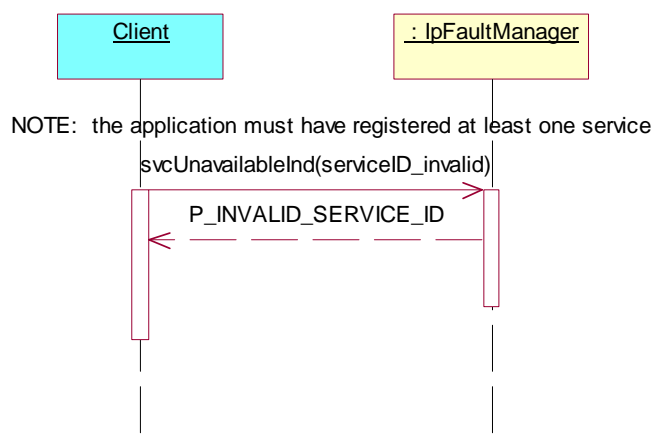 Client
: IpFaultManager
NOTE: the application must have registered at least one service
svcUnavailableInd(serviceID_invalid)
P_INVALID_SERVICE_ID